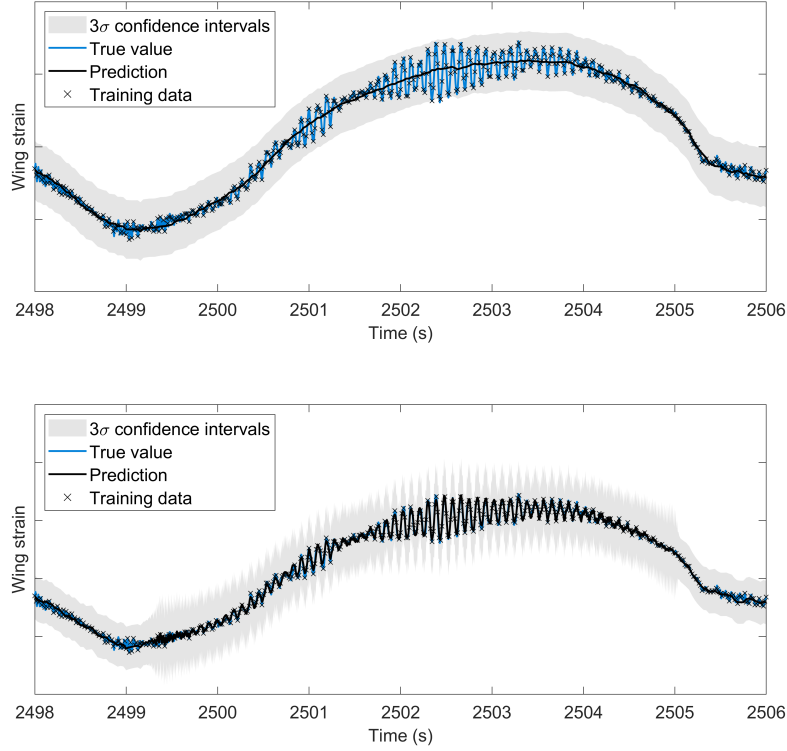 3σ confidence intervals
True value
Prediction
Training data
Wing strain
2498 2499 2500 2501 2502 2503 2504 2505 2506
Time (s)
3σ confidence intervals
True value
Prediction
Training data
Wing strain
2498 2499 2500 2501 2502 2503 2504 2505 2506
Time (s)